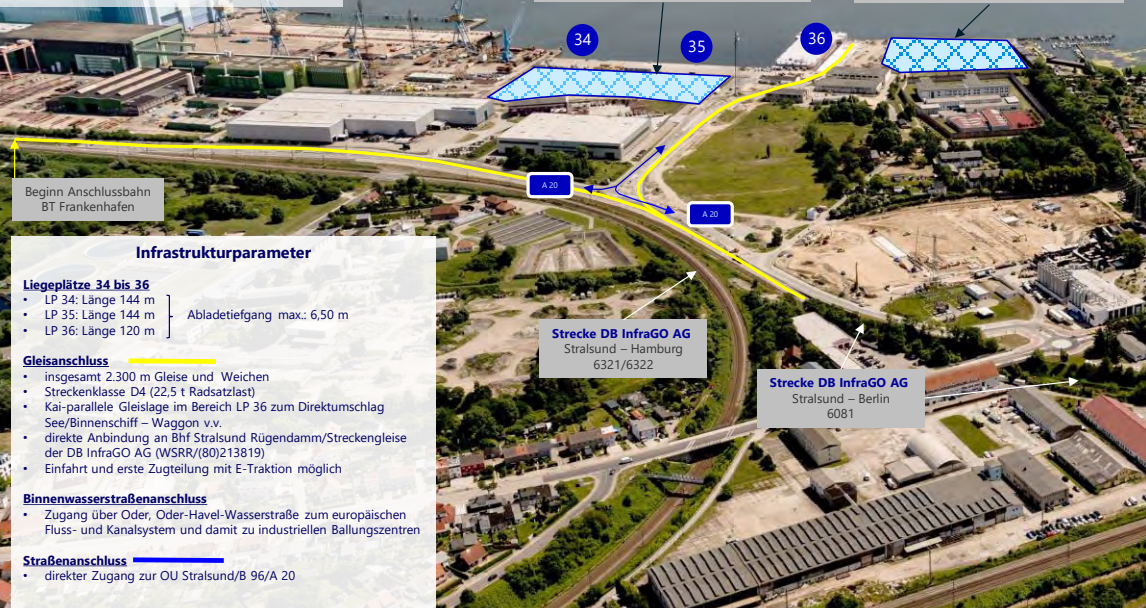 34
35
36
Beginn Anschlussbahn
BT Frankenhafen
A 20
A 20
Infrastrukturparameter
Liegeplätze 34 bis 36
• LP 34: Länge 144 m
• LP 35: Länge 144 m
• LP 36: Länge 120 m
Abladetiefgang max.: 6,50 m
Gleisanschluss
• insgesamt 2.300 m Gleise und Weichen
• Streckenklasse D4 (22,5 t Radsatzlast)
• Kai-parallele Gleislage im Bereich LP 36 zum Direktumschlag
See/Binnenschiff – Waggon v.v.
• direkte Anbindung an Bhf Stralsund Rügendamm/Streckengleise
der DB InfraGO AG (WSRR/(80)213819)
• Einfahrt und erste Zugteilung mit E-Traktion möglich
Binnenwasserstraßenanschluss
• Zugang über Oder, Oder-Havel-Wasserstraße zum europäischen
Fluss- und Kanalsystem und damit zu industriellen Ballungszentren
Straßenanschluss
• direkter Zugang zur OU Stralsund/B 96/A 20
Strecke DB InfraGO AG
Stralsund – Hamburg
6321/6322
Strecke DB InfraGO AG
Stralsund – Berlin
6081